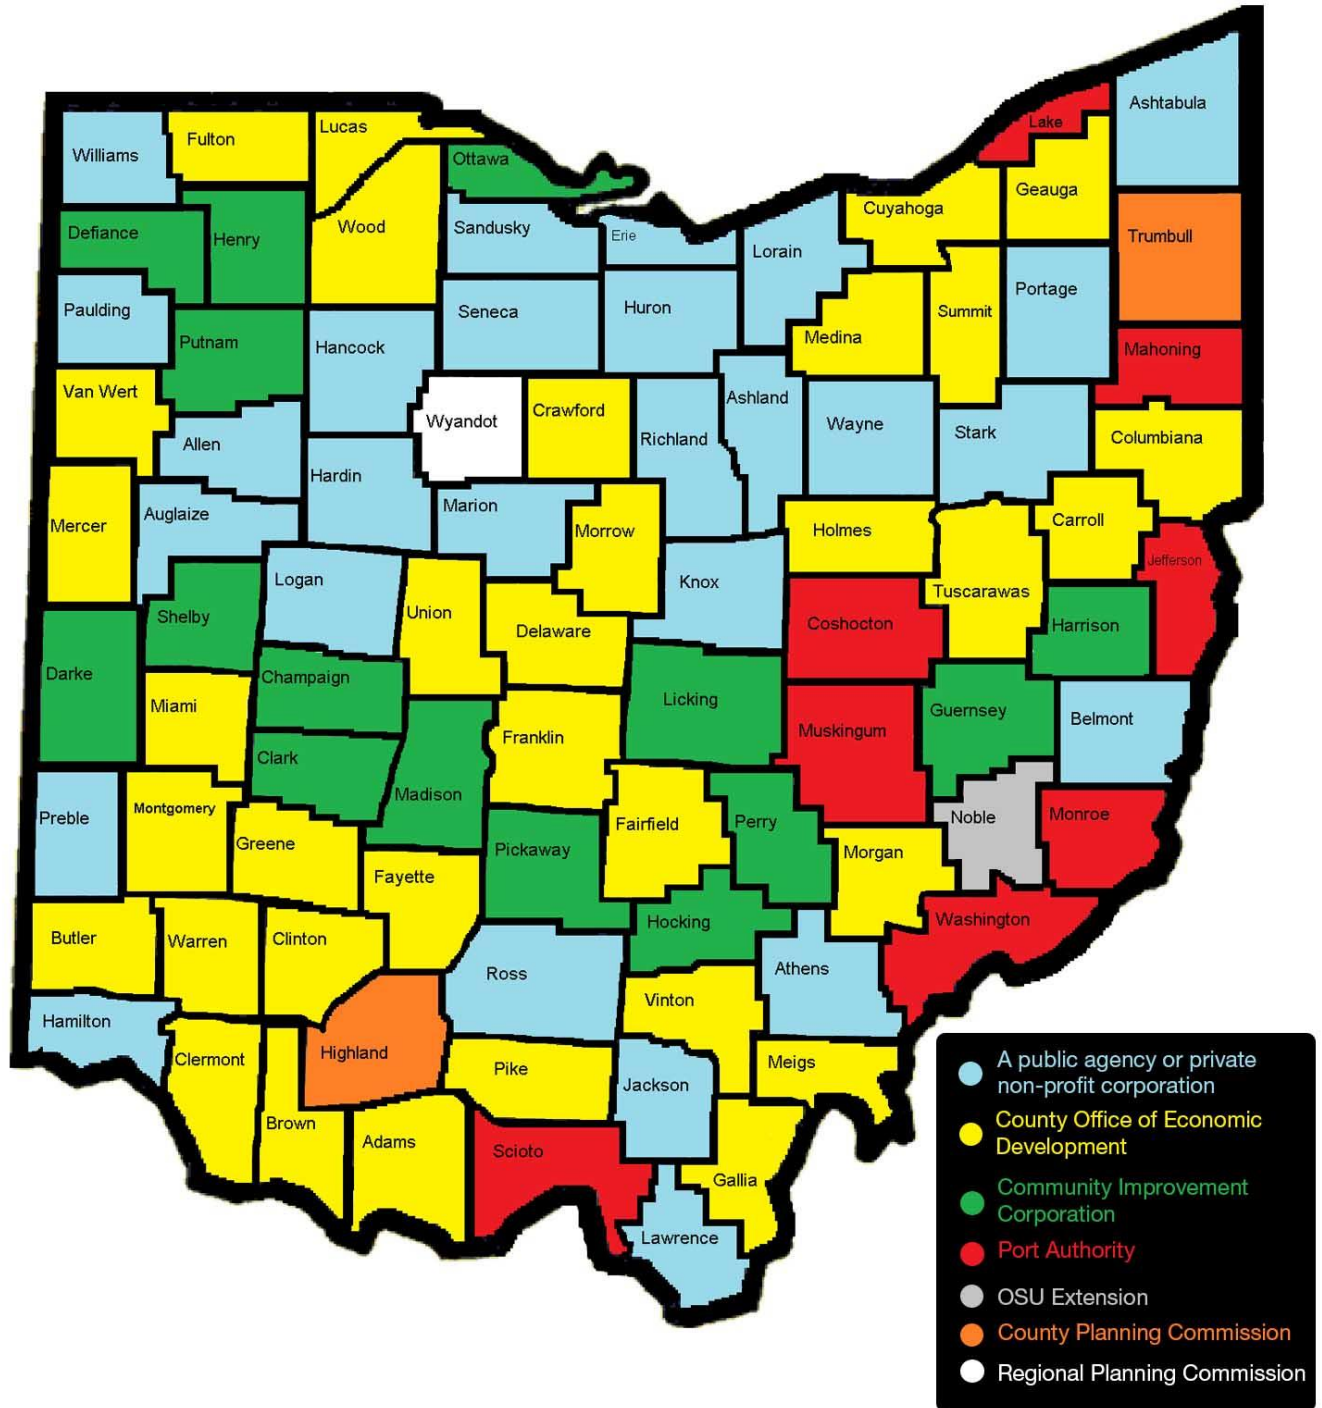 Ashtabula
Lake
Lucas
Fulton
Williams
Ottawa
Geauga
Cuyahoga
Wood
Sandusky
Erie
Defiance
Henry
Trumbull
Lorain
Portage
Paulding
Seneca
Huron
Summit
Medina
Putnam
Hancock
Mahoning
Van Wert
Ashland
Crawford
Wyandot
Wayne
Stark
Columbiana
Richland
Allen
Hardin
Marion
Auglaize
Mercer
Morrow
Holmes
Carroll
Jefferson
Logan
Knox
Tuscarawas
Union
Shelby
Delaware
Coshocton
Harrison
Darke
Champaign
Licking
Miami
Guernsey
Belmont
Franklin
Muskingum
Clark
Madison
Montgomery
Preble
Fairfield
Perry
Noble
Monroe
Greene
Pickaway
Morgan
Fayette
Washington
Hocking
Butler
Warren
Clinton
Ross
Athens
Vinton
Hamilton
Highland
Clermont
Pike
Meigs
Jackson
Brown
Adams
Scioto
Gallia
Lawrence
A public agency or private
non-profit corporation
County Office of Economic
Development
Community Improvement
Corporation
Port Authority
OSU Extension
County Planning Commission
Regional Planning Commission